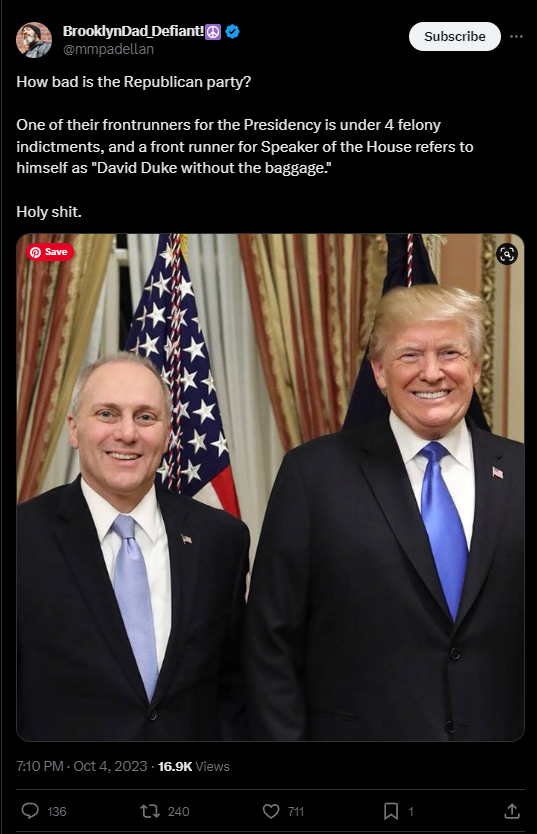 BrooklynDad_Defiant!☮️
@mmpadellan
Subscribe
How bad is the Republican party?
One of their frontrunners for the Presidency is under 4 felony
indictments, and a front runner for Speaker of the House refers to
himself as "David Duke without the baggage."
Holy shit.
Save
7:10 PM · Oct 4, 2023 · 16.9K Views
136
240
711
1